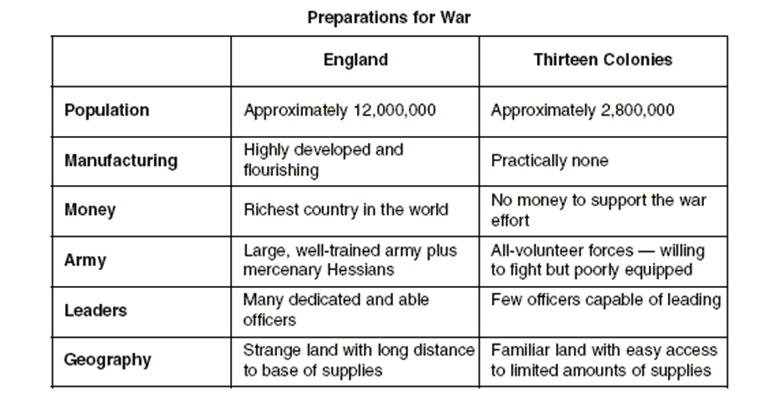 Preparations for War
England Thirteen Colonies
Population Approximately 12,000,000 Approximately 2,800,000
Manufacturing Highly developed and
flourishing Practically none
Money Richest country in the world No money to support the war
effort
Army Large, well-trained army plus
mercenary Hessians All-volunteer forces — willing
to fight but poorly equipped
Leaders Many dedicated and able
officers Few officers capable of leading
Geography Strange land with long distance
to base of supplies Familiar land with easy access
to limited amounts of supplies